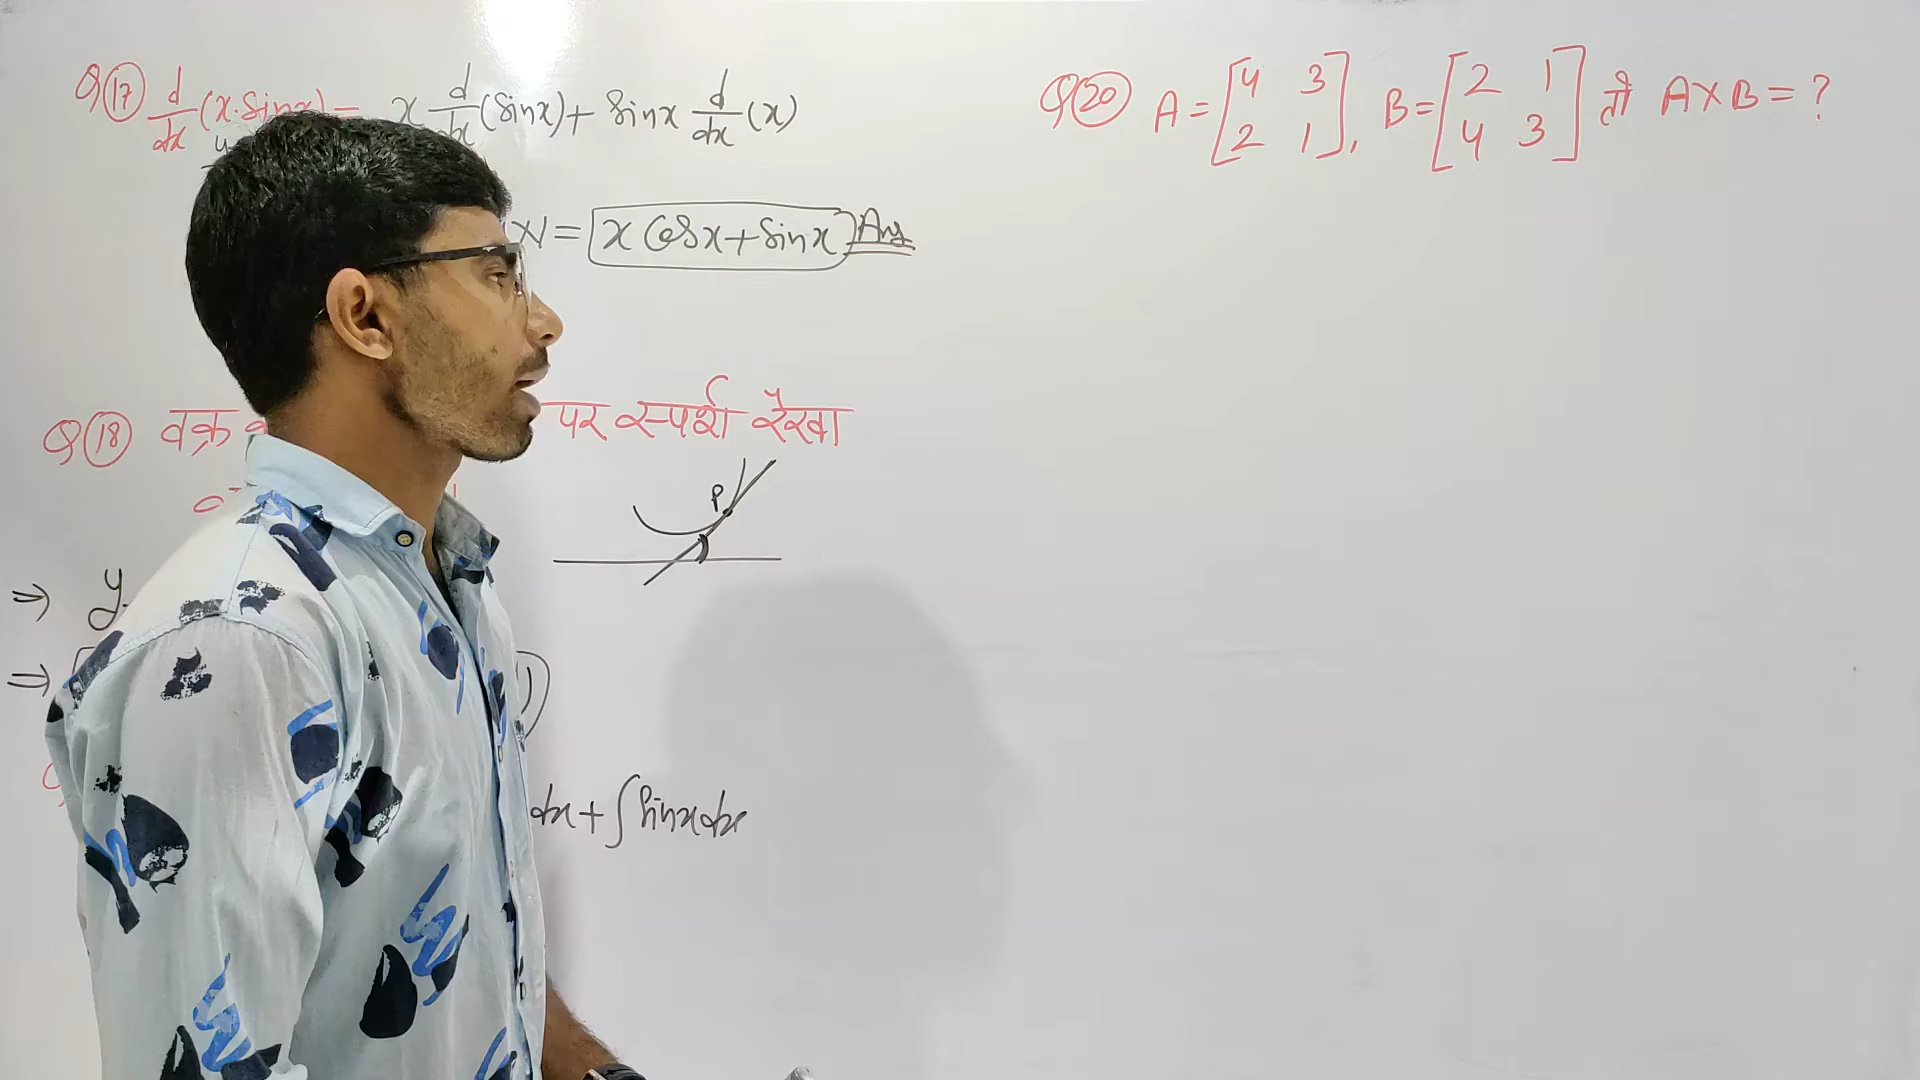 Q(17) d/dx (x.sinx) = x d/dx (sinx) + sinx d/dx (x)
= x Cosx + sinx Ans
Q(18) वक्र पर स्पर्श रेखा
P
⇒ y
⇒
dx + ∫ sinx dx
Q(20) A = [4 3; 2 1], B = [2 1; 4 3] तो A×B = ?